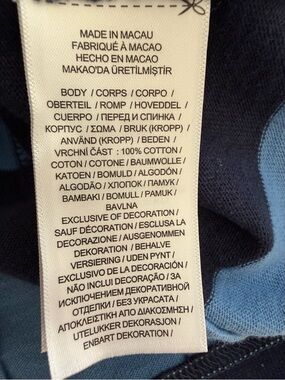 MADE IN MACAU
FABRIQUÉ À MACAO
HECHO EN MACAO
MAKAO'DA ÜRETİLMİŞTİR
BODY / CORPS / CORPO /
OBERTEIL / ROMP / HOVEDDEL /
CUERPO / ПЕРЕД И СПИНКА /
КОРПУС / ΣΩΜΑ / BRUK (KROPP) /
ANVÄND (KROPP) / BEDEN /
VRCHNÍ ČÁST : 100% COTTON /
COTON / COTONE / BAUMWOLLE /
KATOEN / BOMULD / ALGODÓN /
ALGODÃO / ХЛОПОК / ПАМУК /
ΒΑΜΒΑΚΙ / BOMULL / PAMUK /
BAVLNA
EXCLUSIVE OF DECORATION /
SAUF DÉCORATION / ESCLUSA LA
DECORAZIONE / AUSGENOMMEN
DEKORATION / BEHALVE
VERSIERING / UDEN PYNT /
EXCLUSIVO DE LA DECORACIÓN /
NÃO INCLUI DECORAÇÃO / ЗА
ИСКЛЮЧЕНИЕМ ДЕКОРАТИВНОЙ
ОТДЕЛКИ / БЕЗ УКРАСАТА /
ΑΠΟΚΛΕΙΣΤΙΚΗ ΑΠΟ ΔΙΑΚΟΣΜΗΣΗ /
UTELUKKER DEKORASJON /
ENBART DEKORATION /